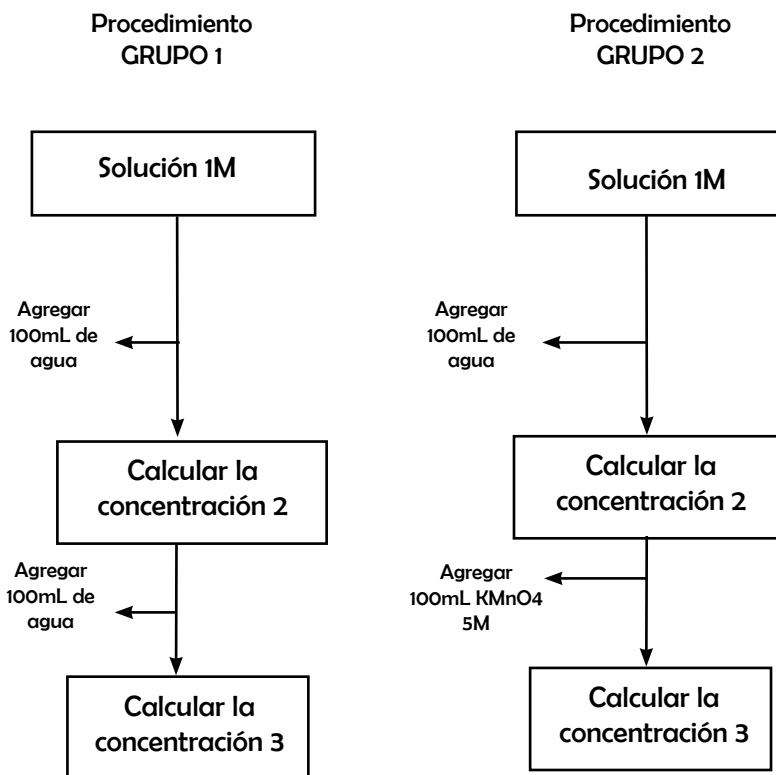 Procedimiento
GRUPO 1
Solución 1M
Agregar
100mL de
agua
Calcular la
concentración 2
Agregar
100mL de
agua
Calcular la
concentración 3
Procedimiento
GRUPO 2
Solución 1M
Agregar
100mL de
agua
Calcular la
concentración 2
Agregar
100mL KMnO4
5M
Calcular la
concentración 3